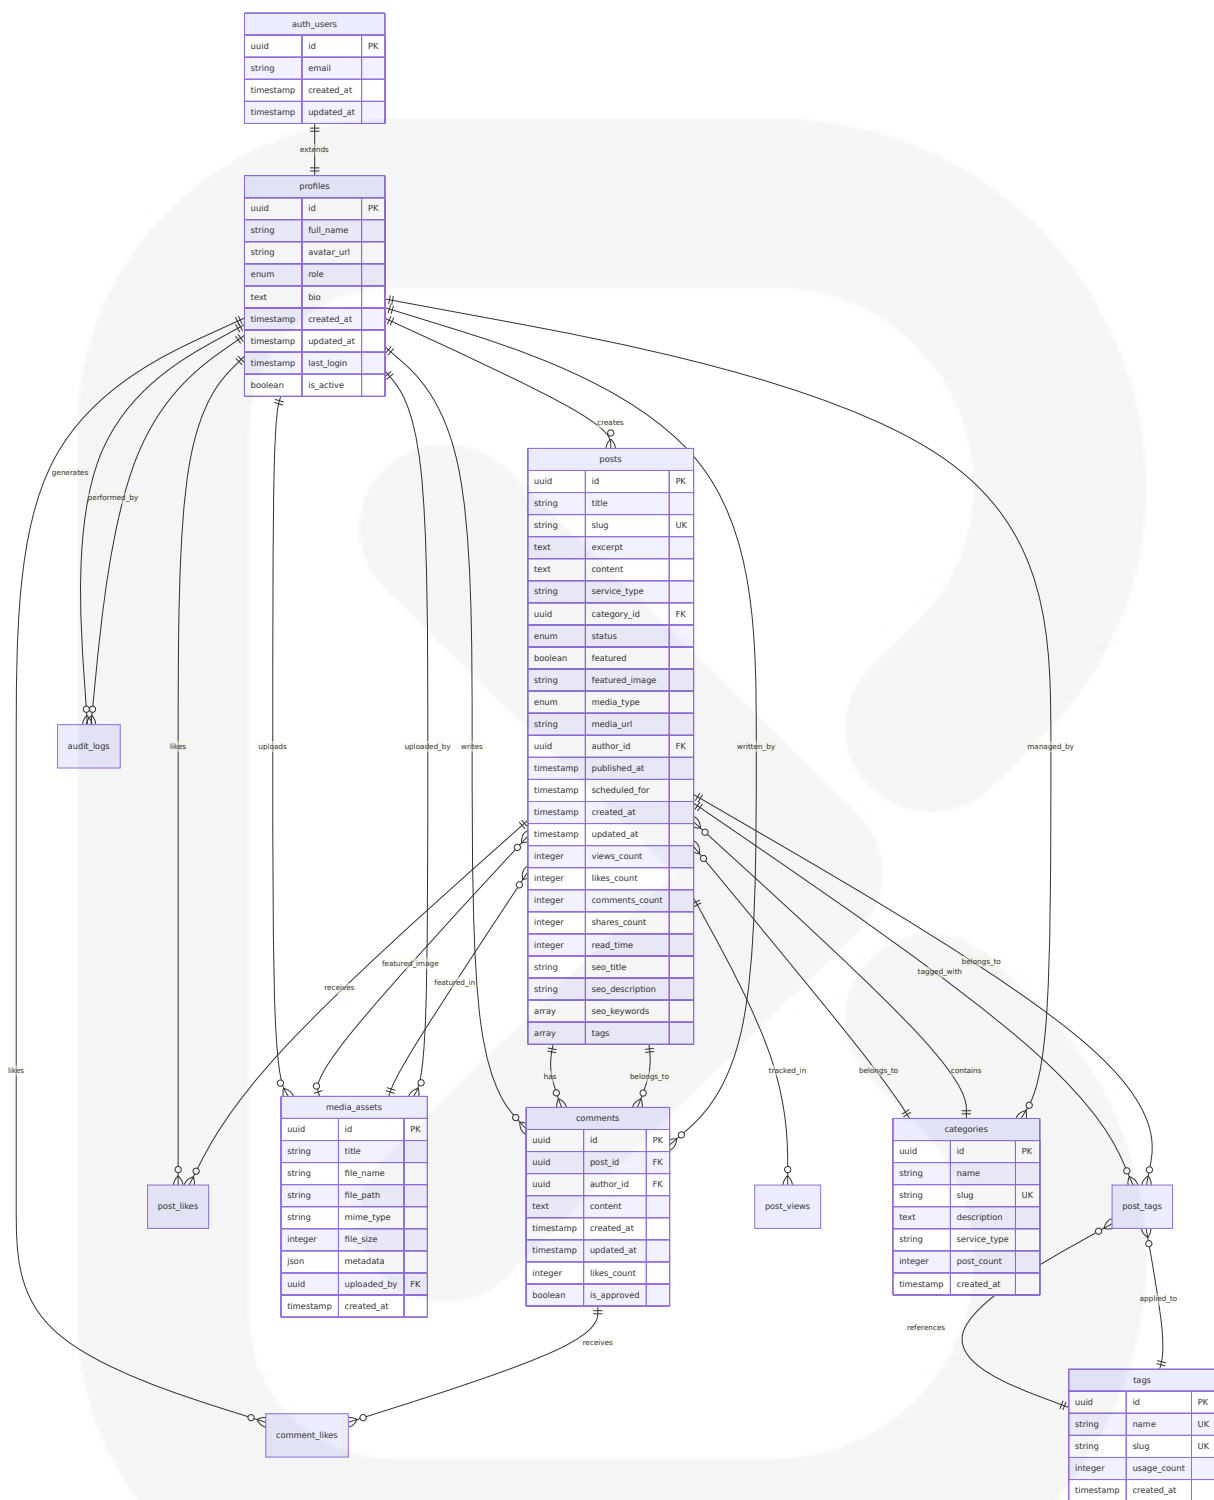 auth_users
uuid id PK
string email
timestamp created_at
timestamp updated_at
extends
profiles
uuid id PK
string full_name
string avatar_url
enum role
text bio
timestamp created_at
timestamp updated_at
timestamp last_login
boolean is_active
creates
generates
performed_by
posts
uuid id PK
string title
string slug UK
text excerpt
text content
string service_type
uuid category_id FK
enum status
boolean featured
string featured_image
enum media_type
string media_url
uuid author_id FK
timestamp published_at
timestamp scheduled_for
timestamp created_at
timestamp updated_at
integer views_count
integer likes_count
integer comments_count
integer shares_count
integer read_time
string seo_title
string seo_description
array seo_keywords
array tags
audit_logs
likes
uploads
uploaded_by
writes
written_by
managed_by
featured_image
belongs_to
tagged_with
featured_in
receives
likes
has
belongs_to
tracked_in
belongs_to
contains
media_assets
uuid id PK
string title
string file_name
string file_path
string mime_type
integer file_size
json metadata
uuid uploaded_by FK
timestamp created_at
comments
uuid id PK
uuid post_id FK
uuid author_id FK
text content
timestamp created_at
timestamp updated_at
integer likes_count
boolean is_approved
categories
uuid id PK
string name
string slug UK
text description
string service_type
integer post_count
timestamp created_at
post_likes
post_views
post_tags
applied_to
references
receives
tags
uuid id PK
string name UK
string slug UK
integer usage_count
timestamp created_at
comment_likes